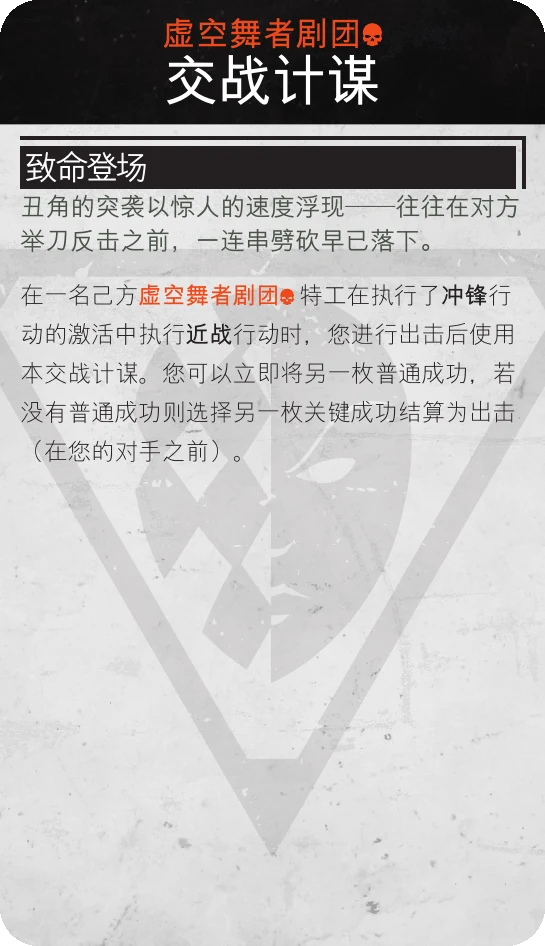 虚空舞者剧团
交战计谋
致命登场
丑角的突袭以惊人的速度浮现——往往在对方
举刀反击之前，一连串劈砍早已落下。
在一名己方虚空舞者剧团特工在执行了冲锋行
动的激活中执行近战行动时，您进行出击后使用
本交战计谋。您可以立即将另一枚普通成功，若
没有普通成功则选择另一枚关键成功结算为出击
（在您的对手之前）。